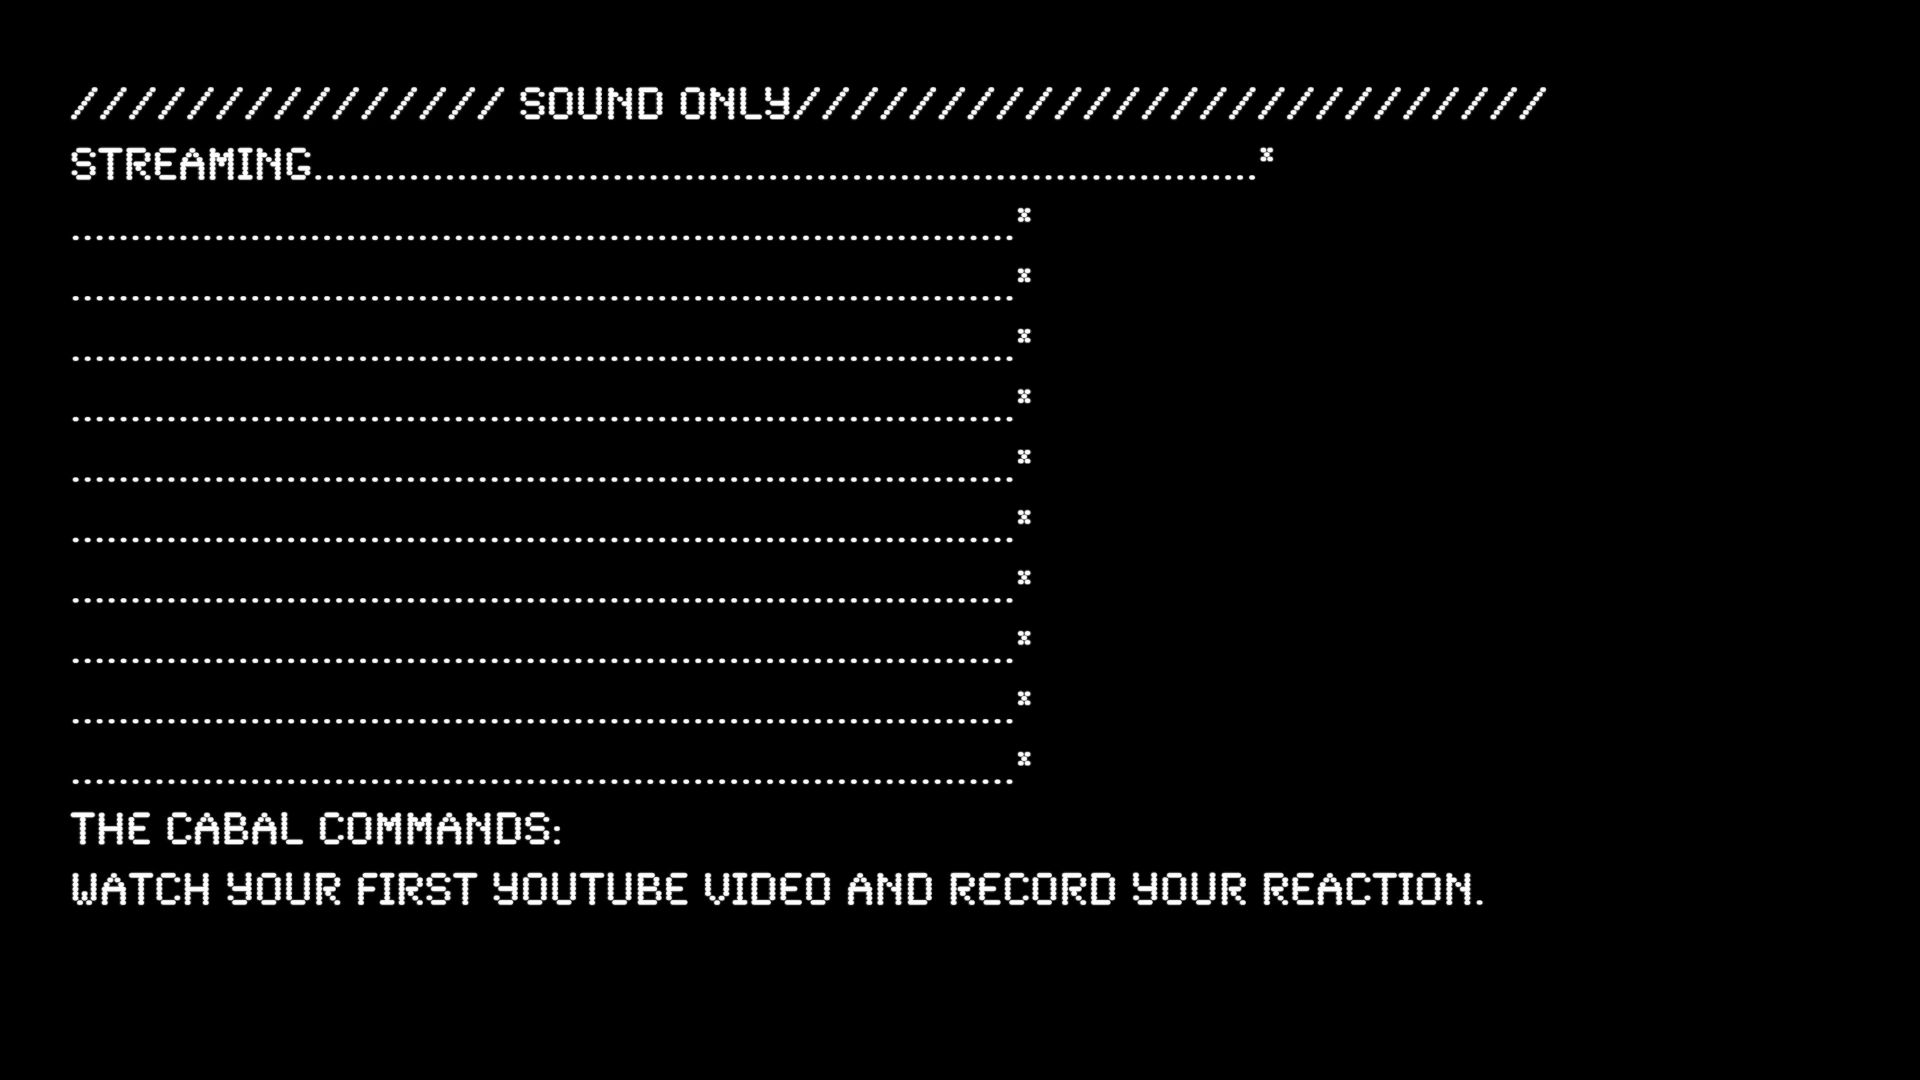 /////////////// SOUND ONLY//////////////////////////
STREAMING...............................................................................*
...............................................................................*
...............................................................................*
...............................................................................*
...............................................................................*
...............................................................................*
...............................................................................*
...............................................................................*
...............................................................................*
...............................................................................*
...............................................................................*
THE CABAL COMMANDS:
WATCH YOUR FIRST YOUTUBE VIDEO AND RECORD YOUR REACTION.